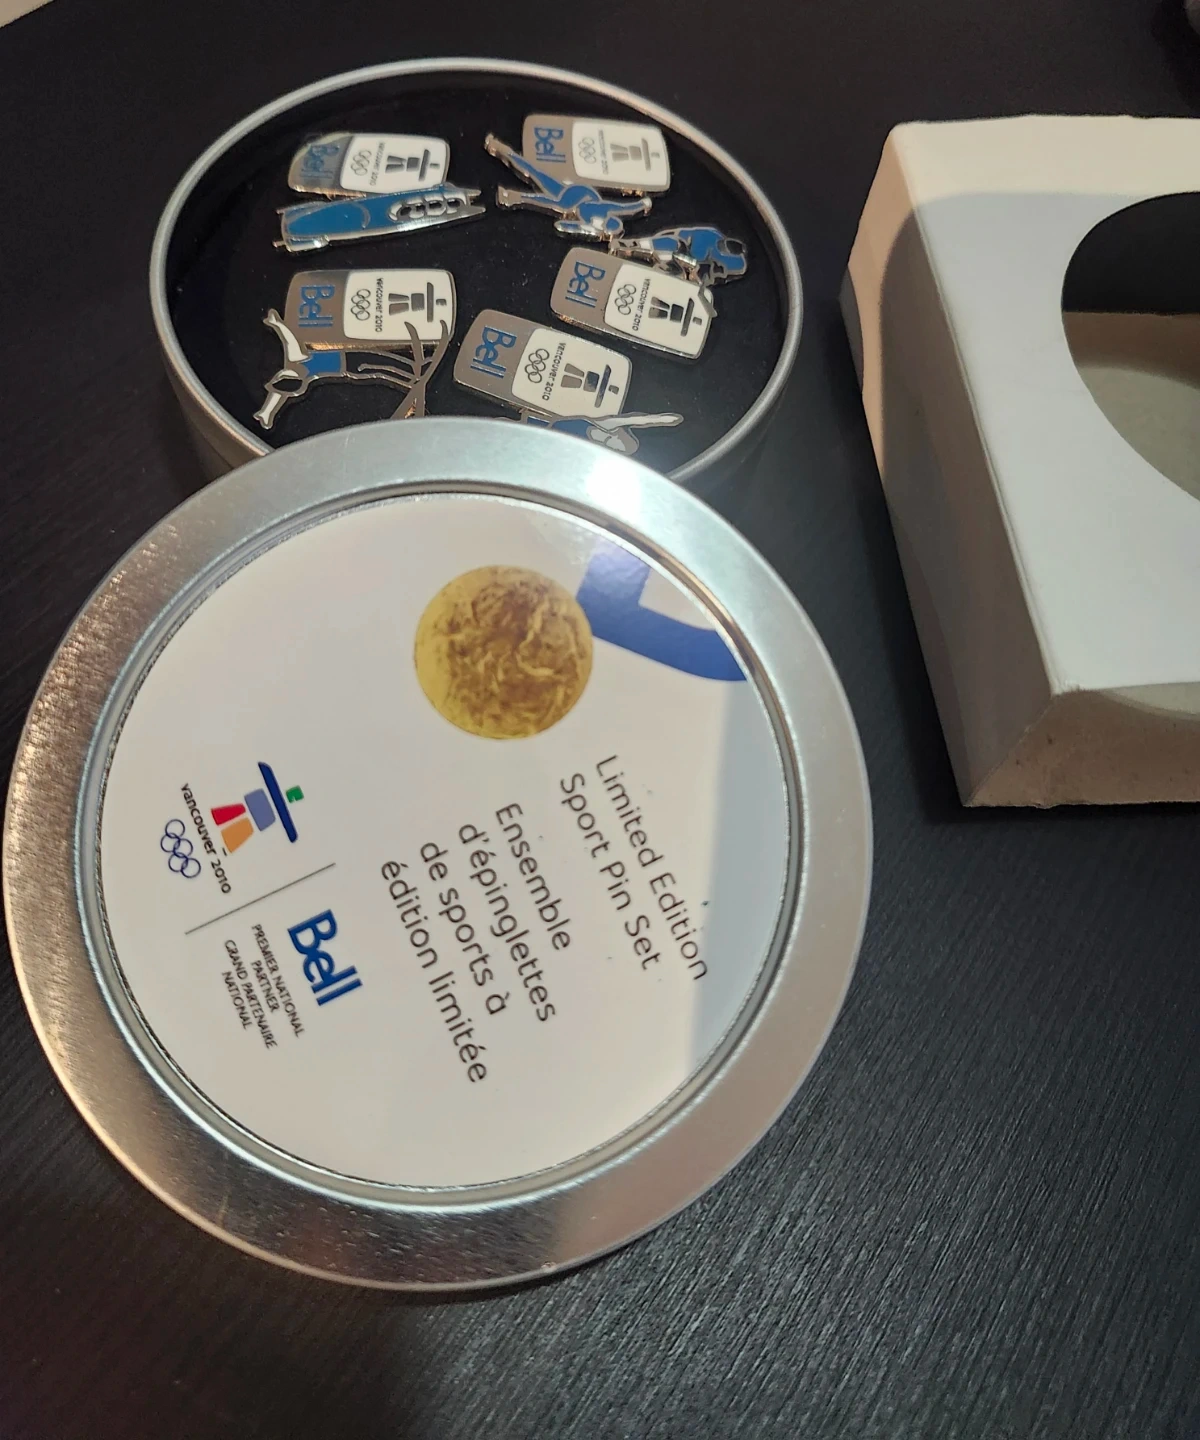 Bell
vancouver 2010
Bell
vancouver 2010
Bell
vancouver 2010
Bell
vancouver 2010
Bell
vancouver 2010
Limited Edition
Sport Pin Set
Ensemble
d'épinglettes
de sports à
édition limitée
vancouver 2010
Bell
PREMIER NATIONAL
PARTNER
GRAND PARTENAIRE
NATIONAL